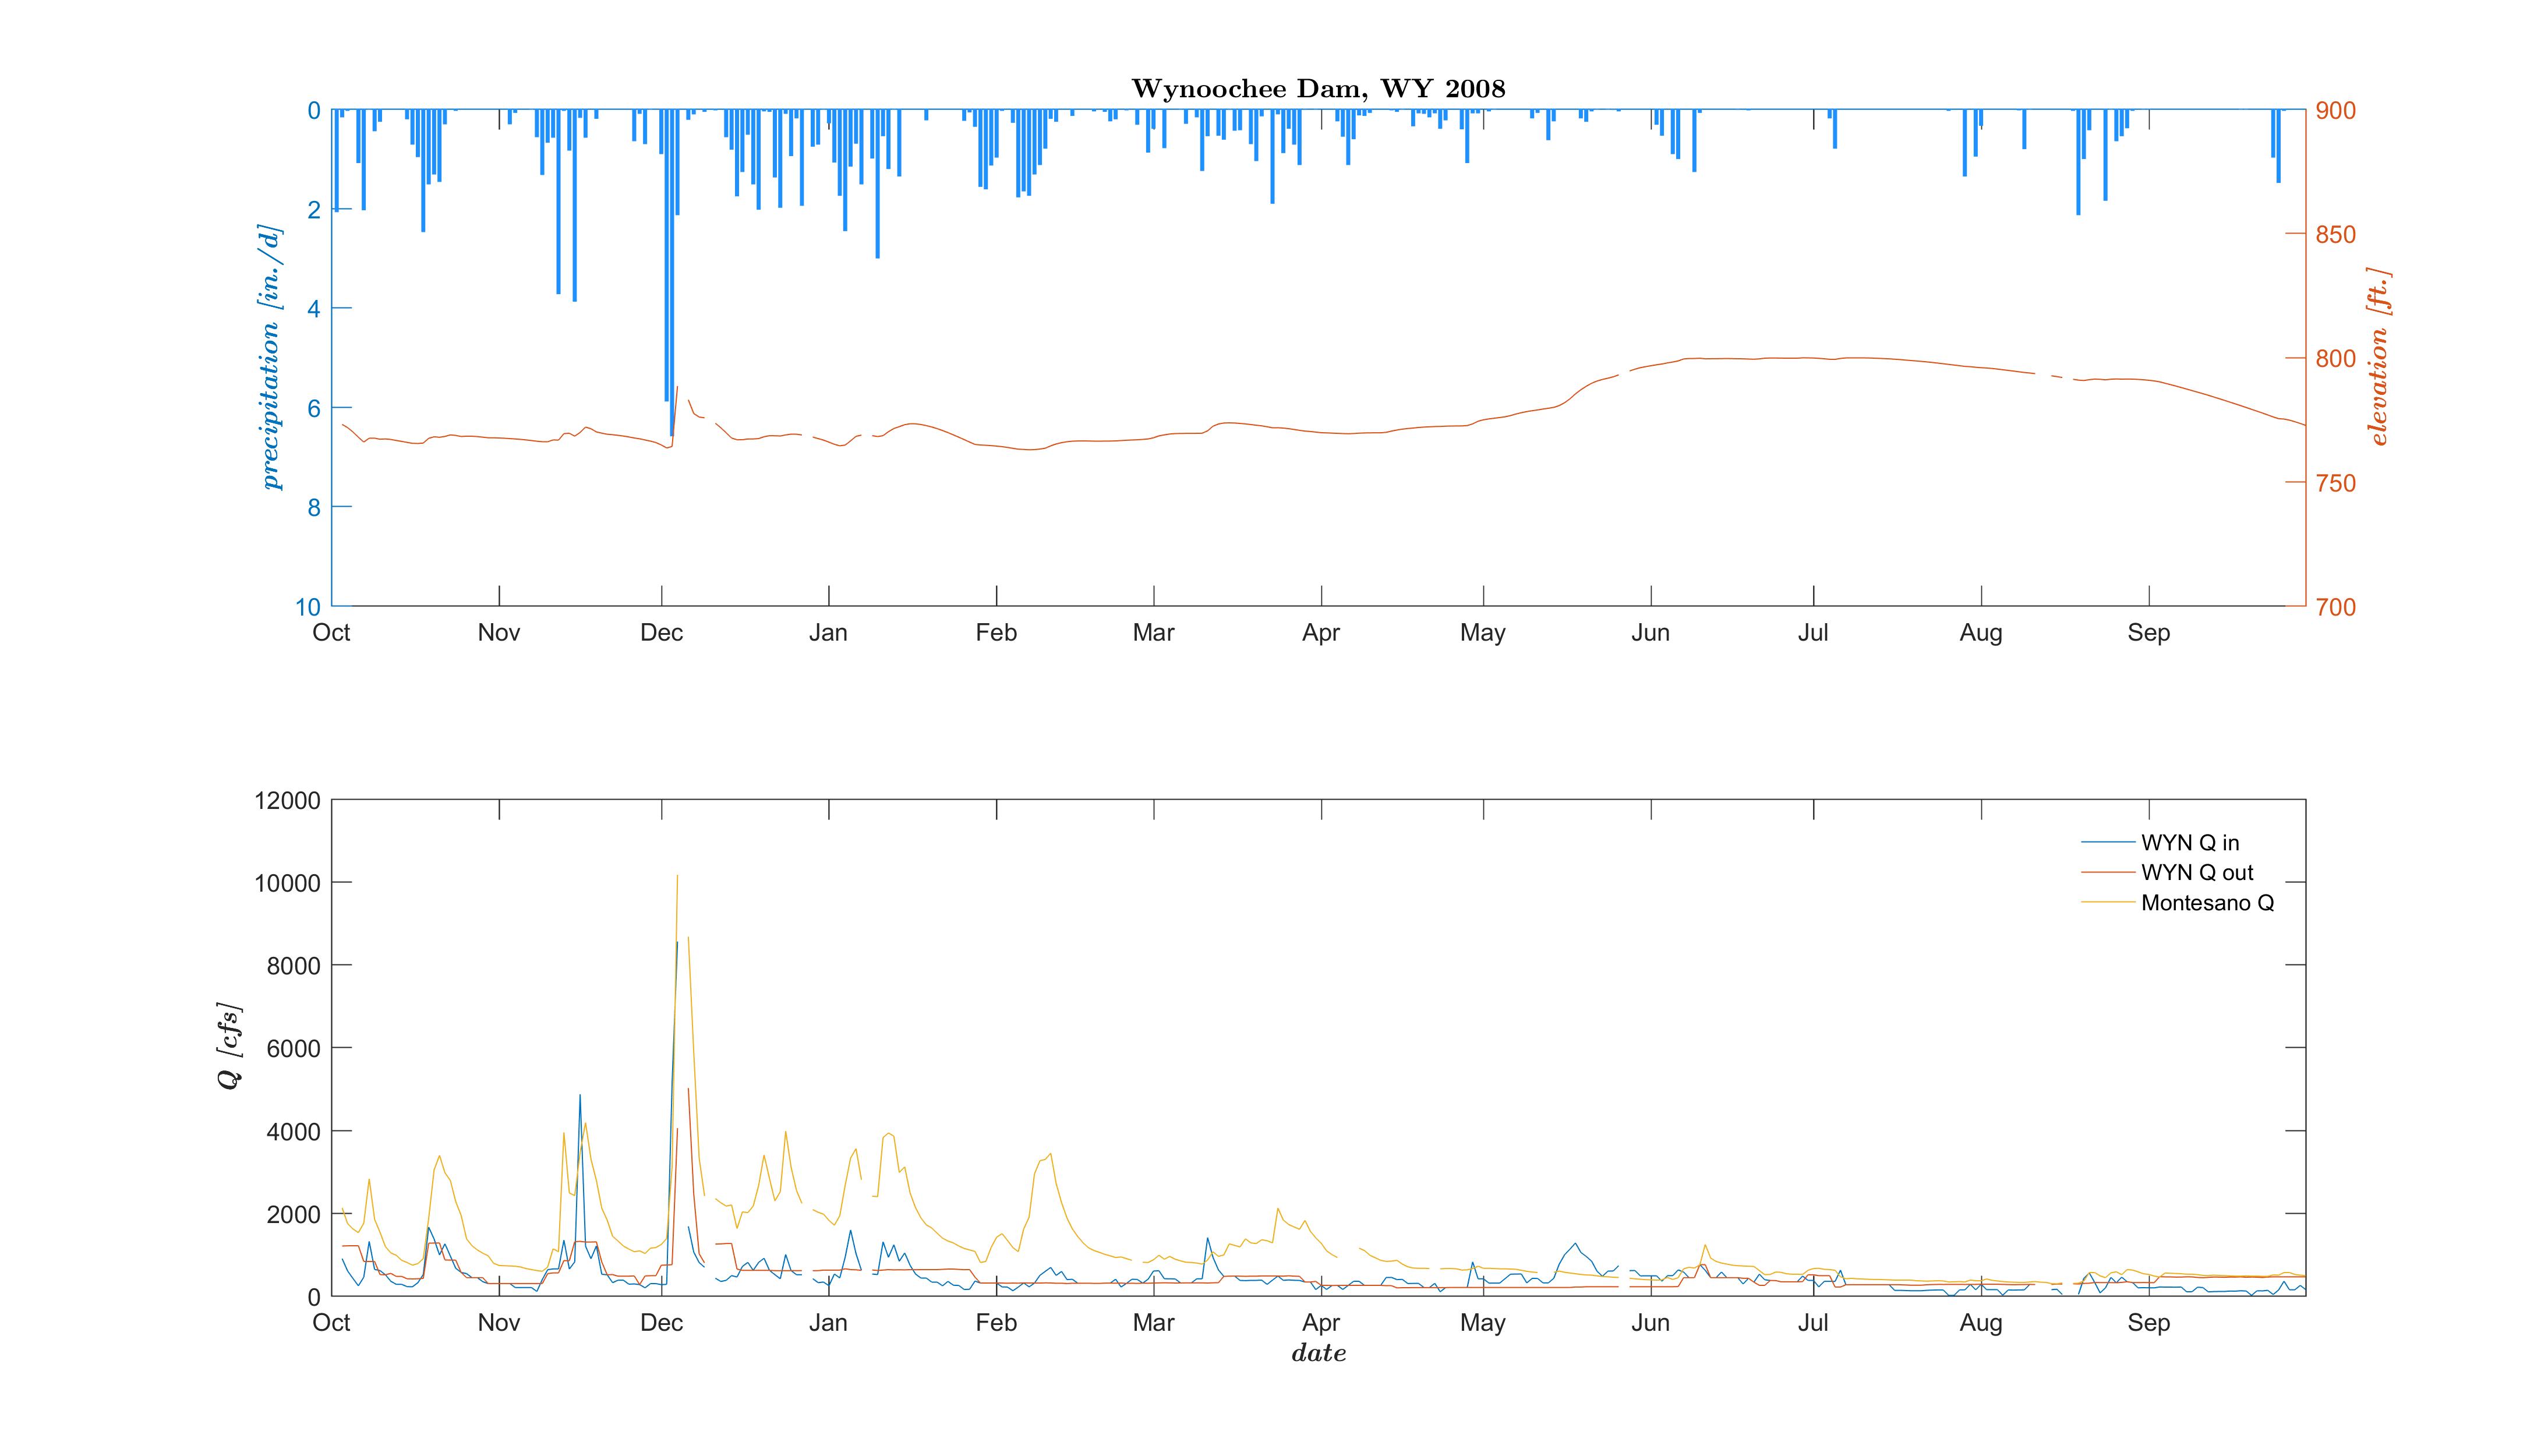 Wynoochee Dam, WY 2008
precipitation [in./d]
0
2
4
6
8
10
900
850
800
750
700
elevation [ft.]
Oct Nov Dec Jan Feb Mar Apr May Jun Jul Aug Sep
Q [cfs]
12000
10000
8000
6000
4000
2000
0
WYN Q in
WYN Q out
Montesano Q
Oct Nov Dec Jan Feb Mar Apr May Jun Jul Aug Sep
date